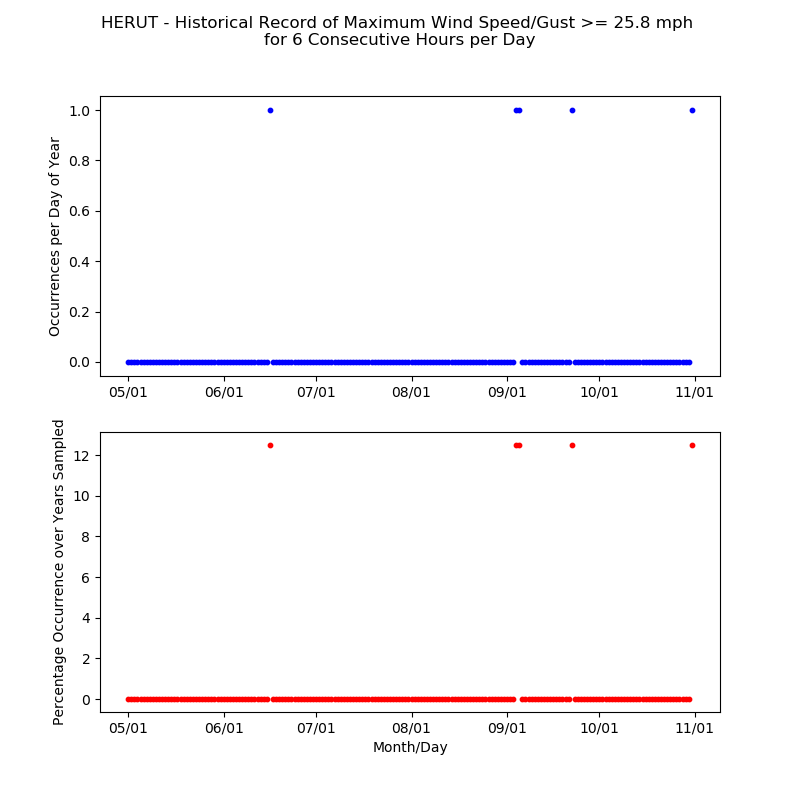 HERUT - Historical Record of Maximum Wind Speed/Gust >= 25.8 mph
for 6 Consecutive Hours per Day
Occurrences per Day of Year
1.0
0.8
0.6
0.4
0.2
0.0
05/01 06/01 07/01 08/01 09/01 10/01 11/01
Percentage Occurrence over Years Sampled
12
10
8
6
4
2
0
05/01 06/01 07/01 08/01 09/01 10/01 11/01
Month/Day